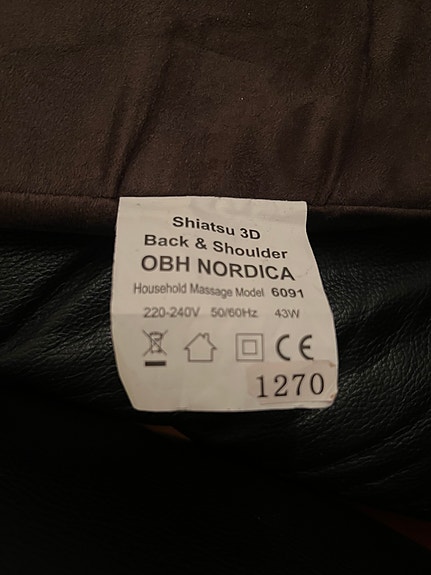 Shiatsu 3D
Back & Shoulder
OBH NORDICA
Household Massage Model 6091
220-240V 50/60Hz 43W
CE
1270